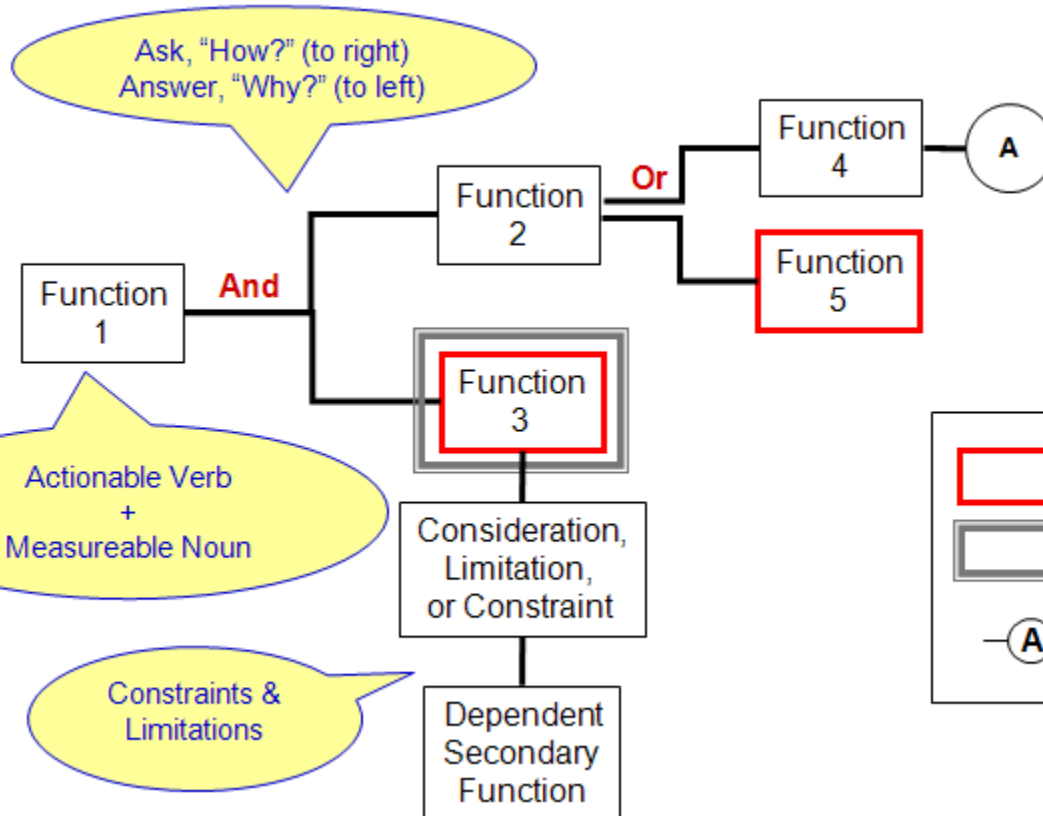 Ask, “How?” (to right)
Answer, “Why?” (to left)
Function
4
A
Or
Function
2
Function
5
Function
1
And
Function
3
Actionable Verb
+
Measureable Noun
Consideration,
Limitation,
or Constraint
A
Constraints &
Limitations
Dependent
Secondary
Function